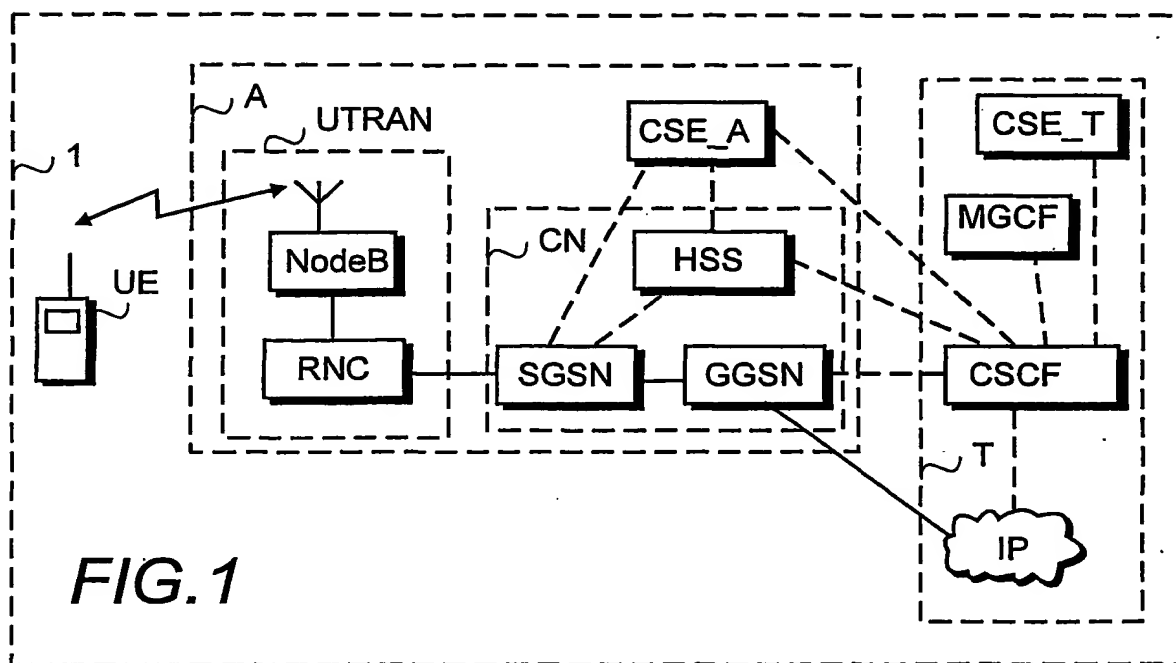 A
UTRAN
1
CSE_A
CSE_T
MGCF
NodeB
CN
HSS
UE
RNC
SGSN
GGSN
CSCF
T
IP
FIG.1